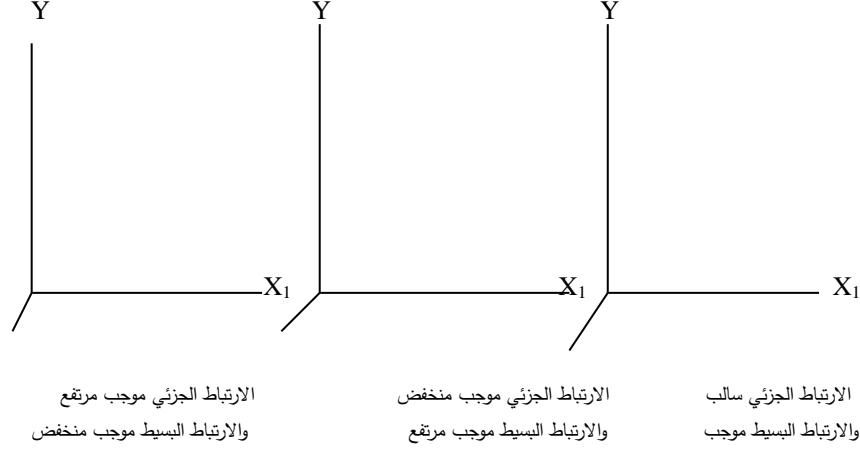 Y
Y
Y
X₁
X₁
X₁
الارتباط الجزئي سالب
والارتباط البسيط موجب
الارتباط الجزئي موجب منخفض
والارتباط البسيط موجب مرتفع
الارتباط الجزئي موجب مرتفع
والارتباط البسيط موجب منخفض